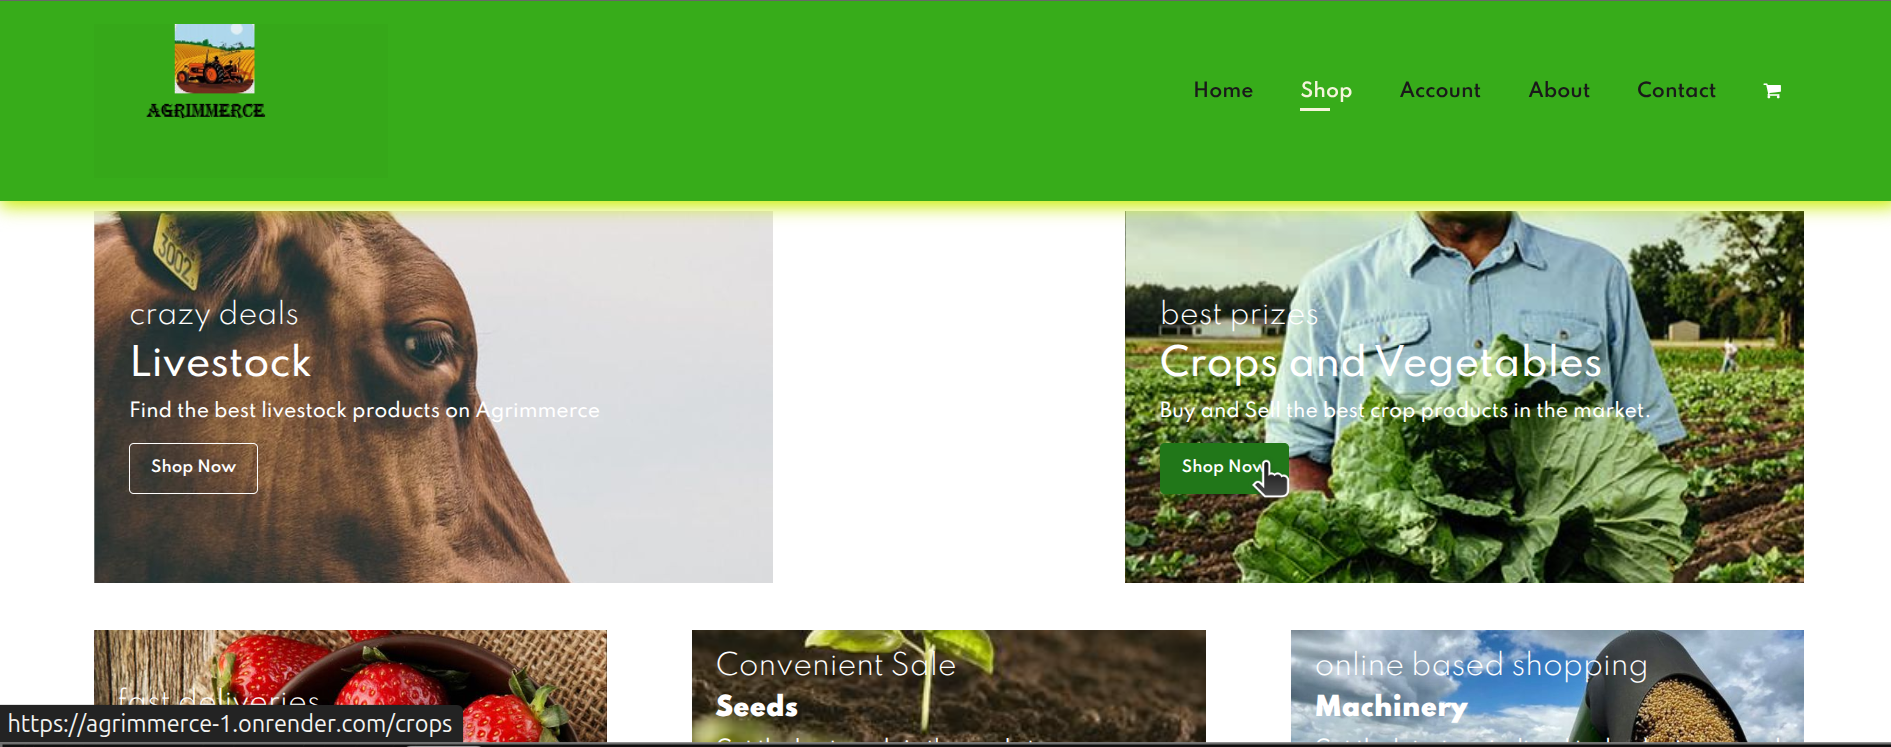 AGRIMMERCE
Home Shop Account About Contact
3002
crazy deals
Livestock
Find the best livestock products on Agrimmerce
Shop Now
best prizes
Crops and Vegetables
Buy and Sell the best crop products in the market.
Shop Now
fast deliveries
Convenient Sale
Seeds
online based shopping
Machinery
https://agrimmerce-1.onrender.com/crops